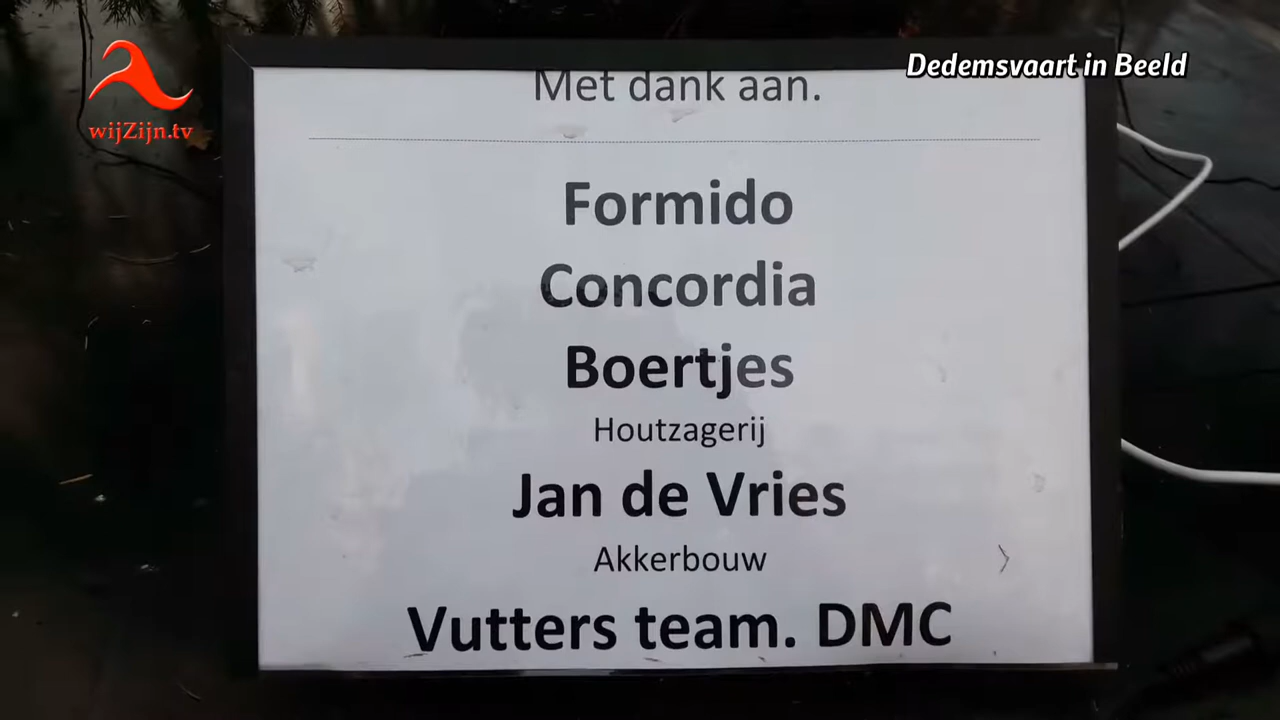 wijZijn.tv
Dedemsvaart in Beeld
Met dank aan.
Formido
Concordia
Boertjes
Houtzagerij
Jan de Vries
Akkerbouw
Vutters team. DMC